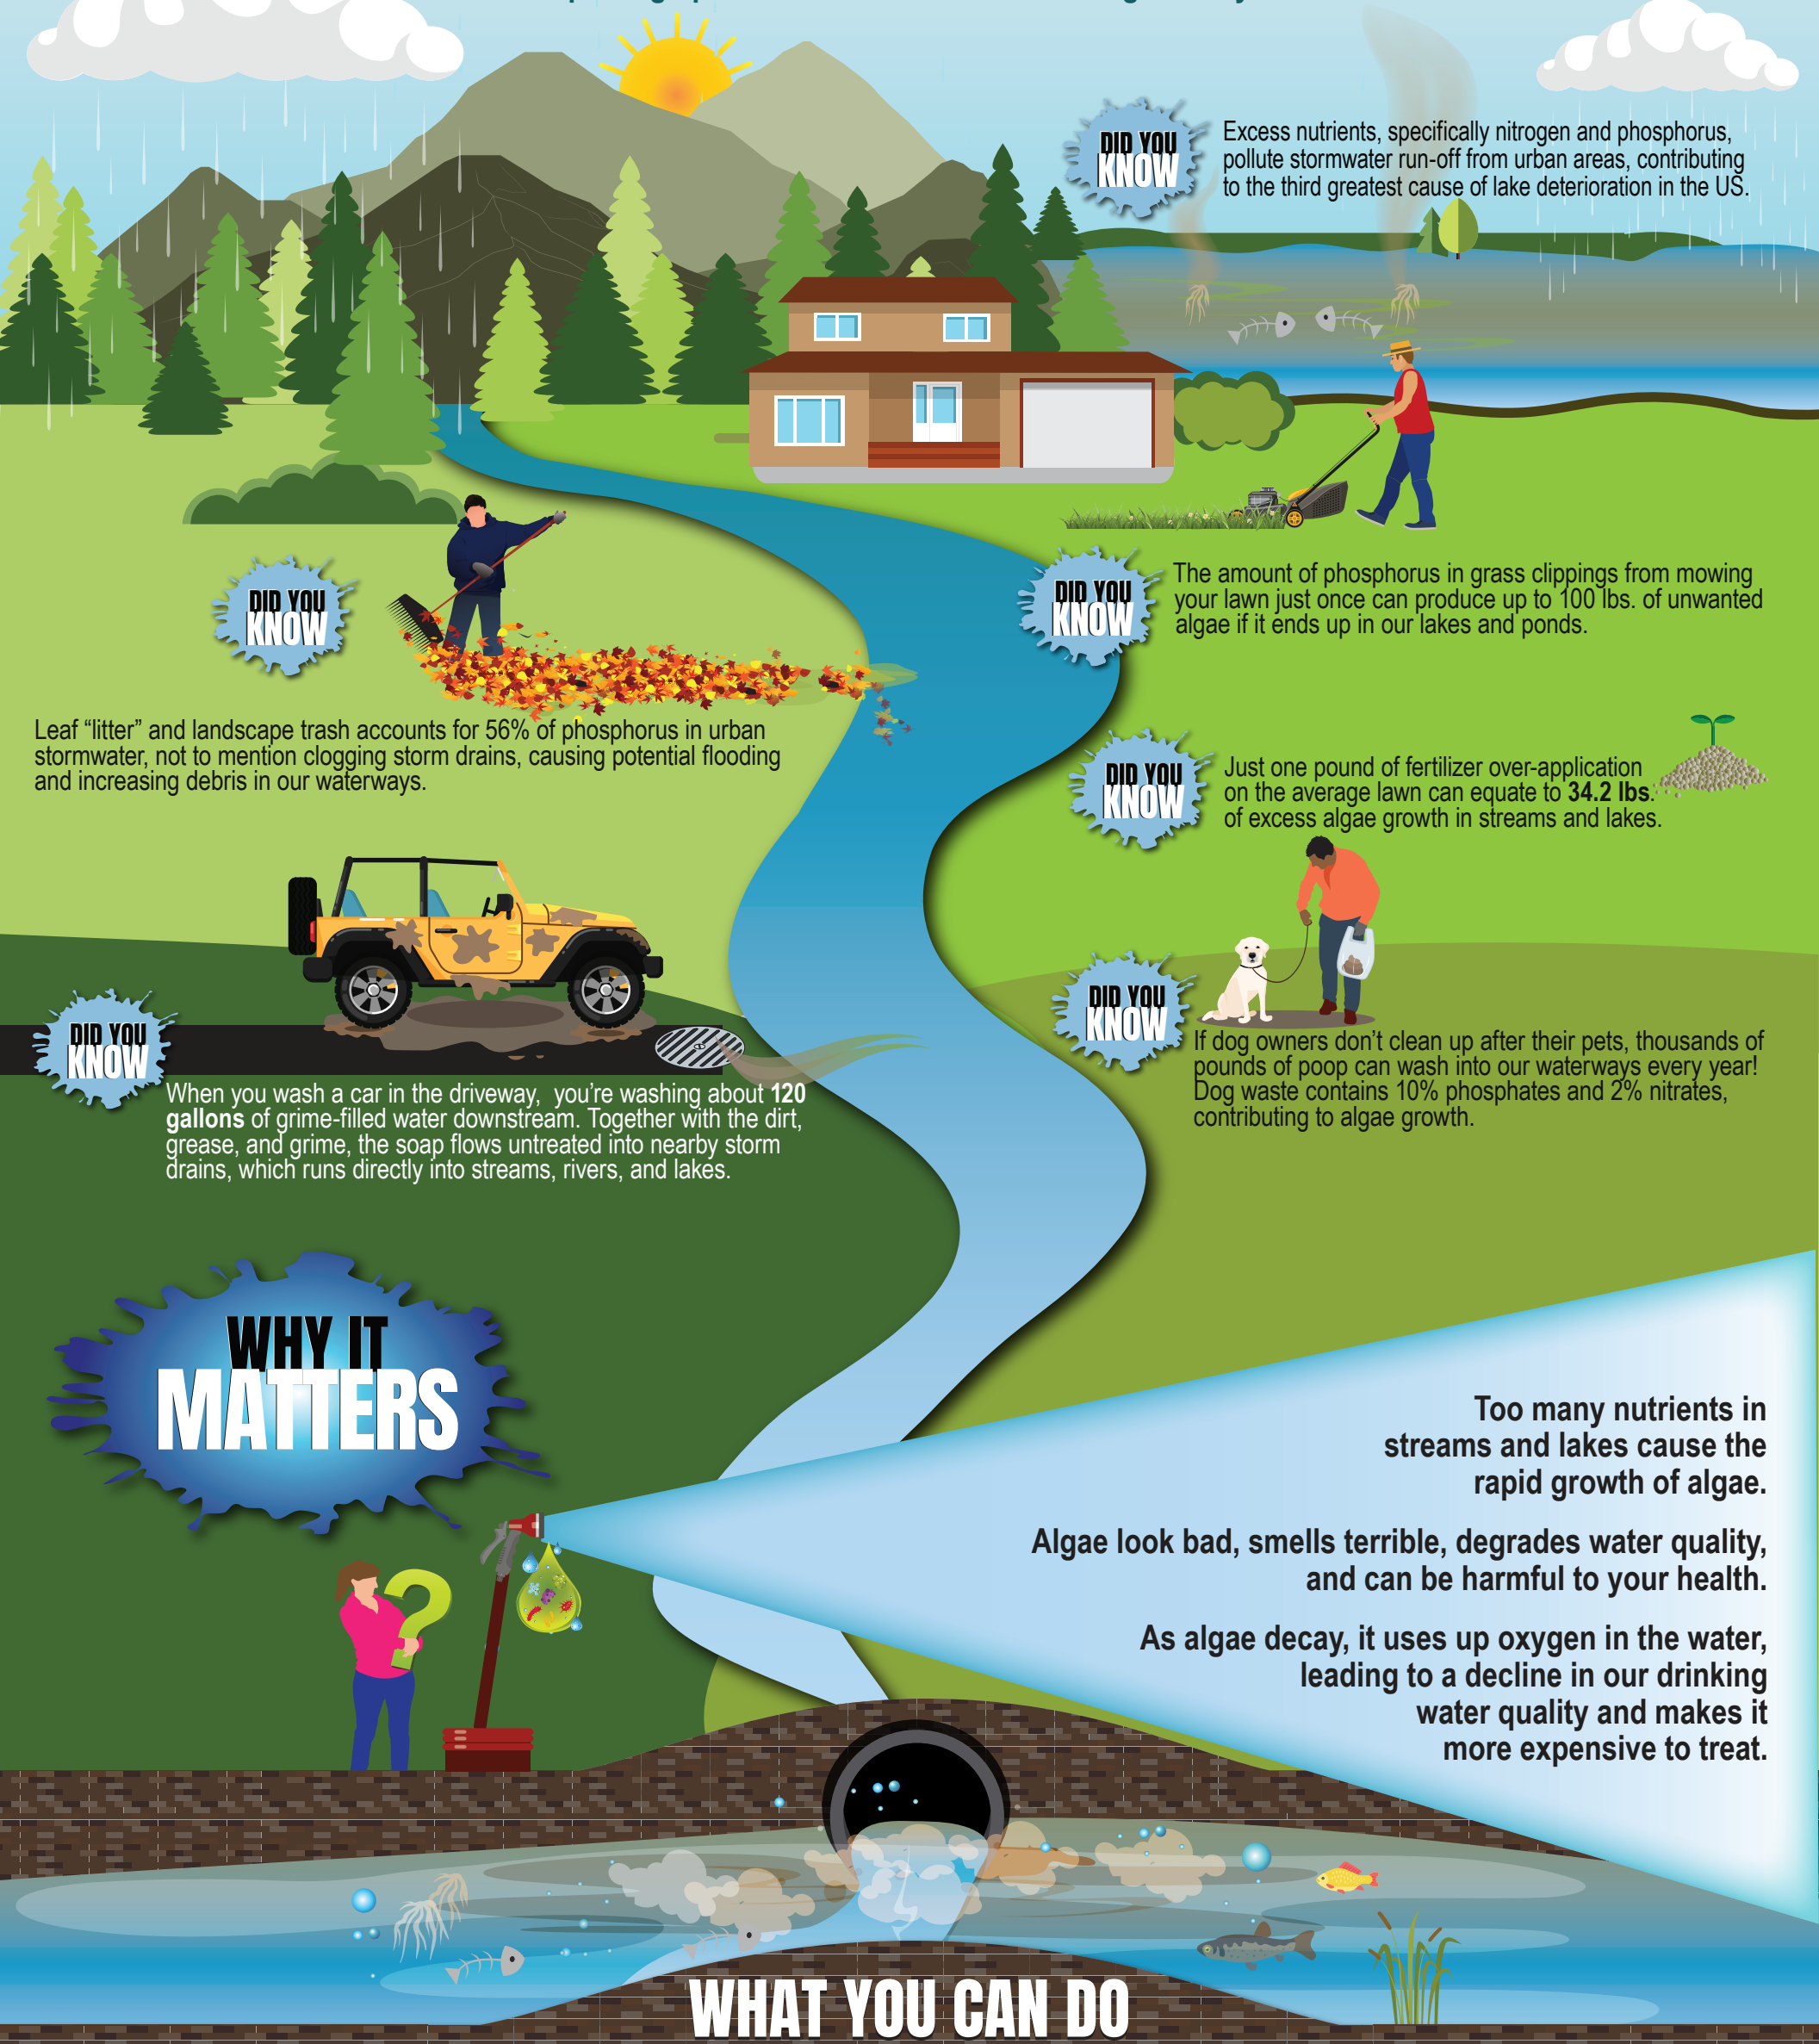 DID YOU
KNOW
Excess nutrients, specifically nitrogen and phosphorus,
pollute stormwater run-off from urban areas, contributing
to the third greatest cause of lake deterioration in the US.
DID YOU
KNOW
Leaf “litter” and landscape trash accounts for 56% of phosphorus in urban
stormwater, not to mention clogging storm drains, causing potential flooding
and increasing debris in our waterways.
DID YOU
KNOW
The amount of phosphorus in grass clippings from mowing
your lawn just once can produce up to 100 lbs. of unwanted
algae if it ends up in our lakes and ponds.
DID YOU
KNOW
Just one pound of fertilizer over-application
on the average lawn can equate to 34.2 lbs.
of excess algae growth in streams and lakes.
DID YOU
KNOW
When you wash a car in the driveway, you’re washing about 120
gallons of grime-filled water downstream. Together with the dirt,
grease, and grime, the soap flows untreated into nearby storm
drains, which runs directly into streams, rivers, and lakes.
DID YOU
KNOW
If dog owners don’t clean up after their pets, thousands of
pounds of poop can wash into our waterways every year!
Dog waste contains 10% phosphates and 2% nitrates,
contributing to algae growth.
WHY IT
MATTERS
?
Too many nutrients in
streams and lakes cause the
rapid growth of algae.
Algae look bad, smells terrible, degrades water quality,
and can be harmful to your health.
As algae decay, it uses up oxygen in the water,
leading to a decline in our drinking
water quality and makes it
more expensive to treat.
WHAT YOU CAN DO